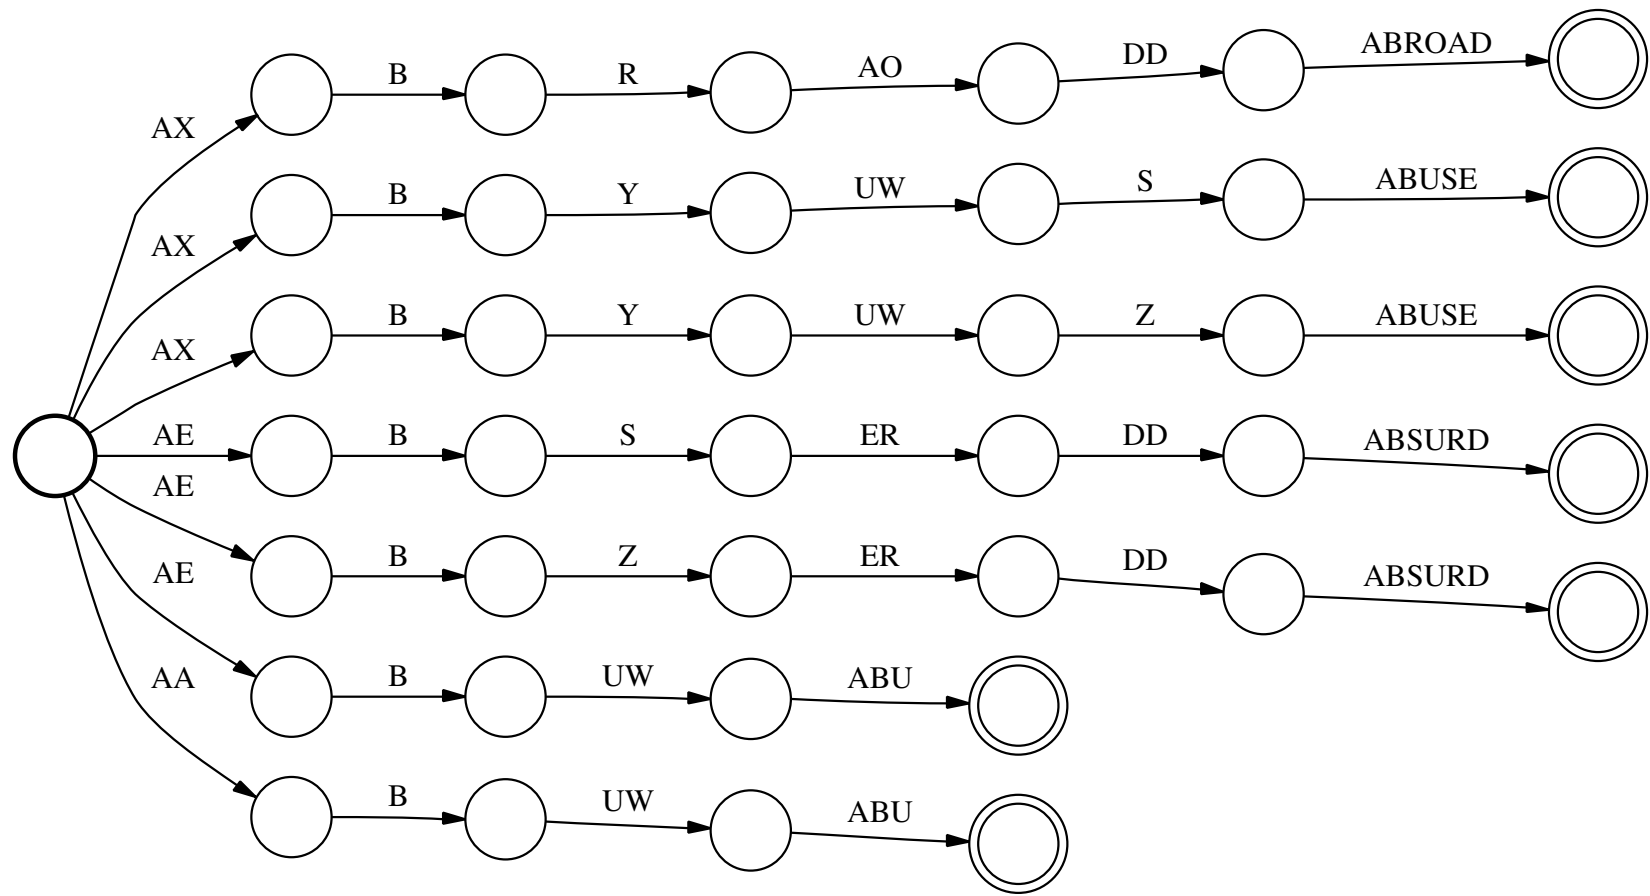 AX B R AO DD ABROAD
AX B Y UW S ABUSE
AX B Y UW Z ABUSE
AE B S ER DD ABSURD
AE B Z ER DD ABSURD
AE B UW ABU
AA B UW ABU